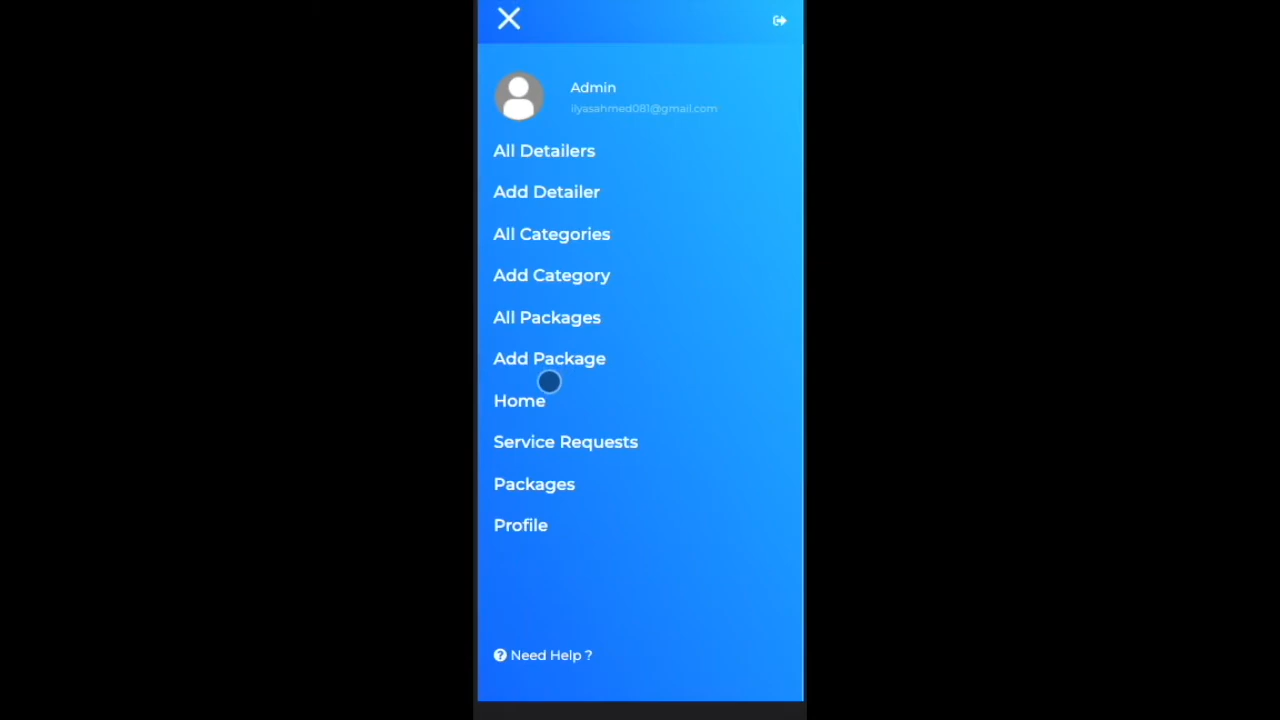 Admin
ilyasahmed081@gmail.com
All Detailers
Add Detailer
All Categories
Add Category
All Packages
Add Package
Home
Service Requests
Packages
Profile
Need Help ?